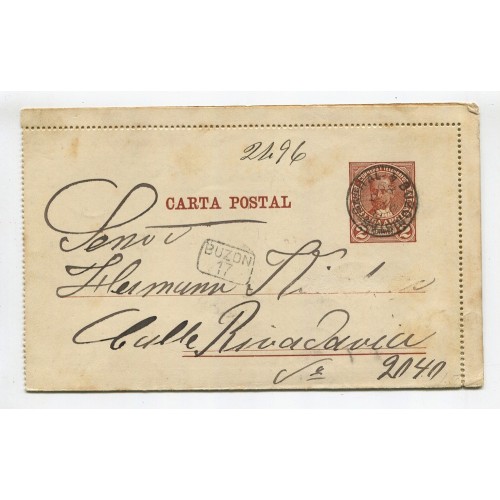 2496
CARTA POSTAL
Señor
BUZON
17
Hermann
Calle Rivadavia
2040